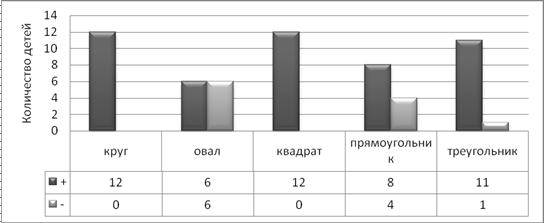 14
12
10
8
6
4
2
0
Количество детей
круг овал квадрат прямоугольни треугольник
к
+ 12 6 12 8 11
- 0 6 0 4 1